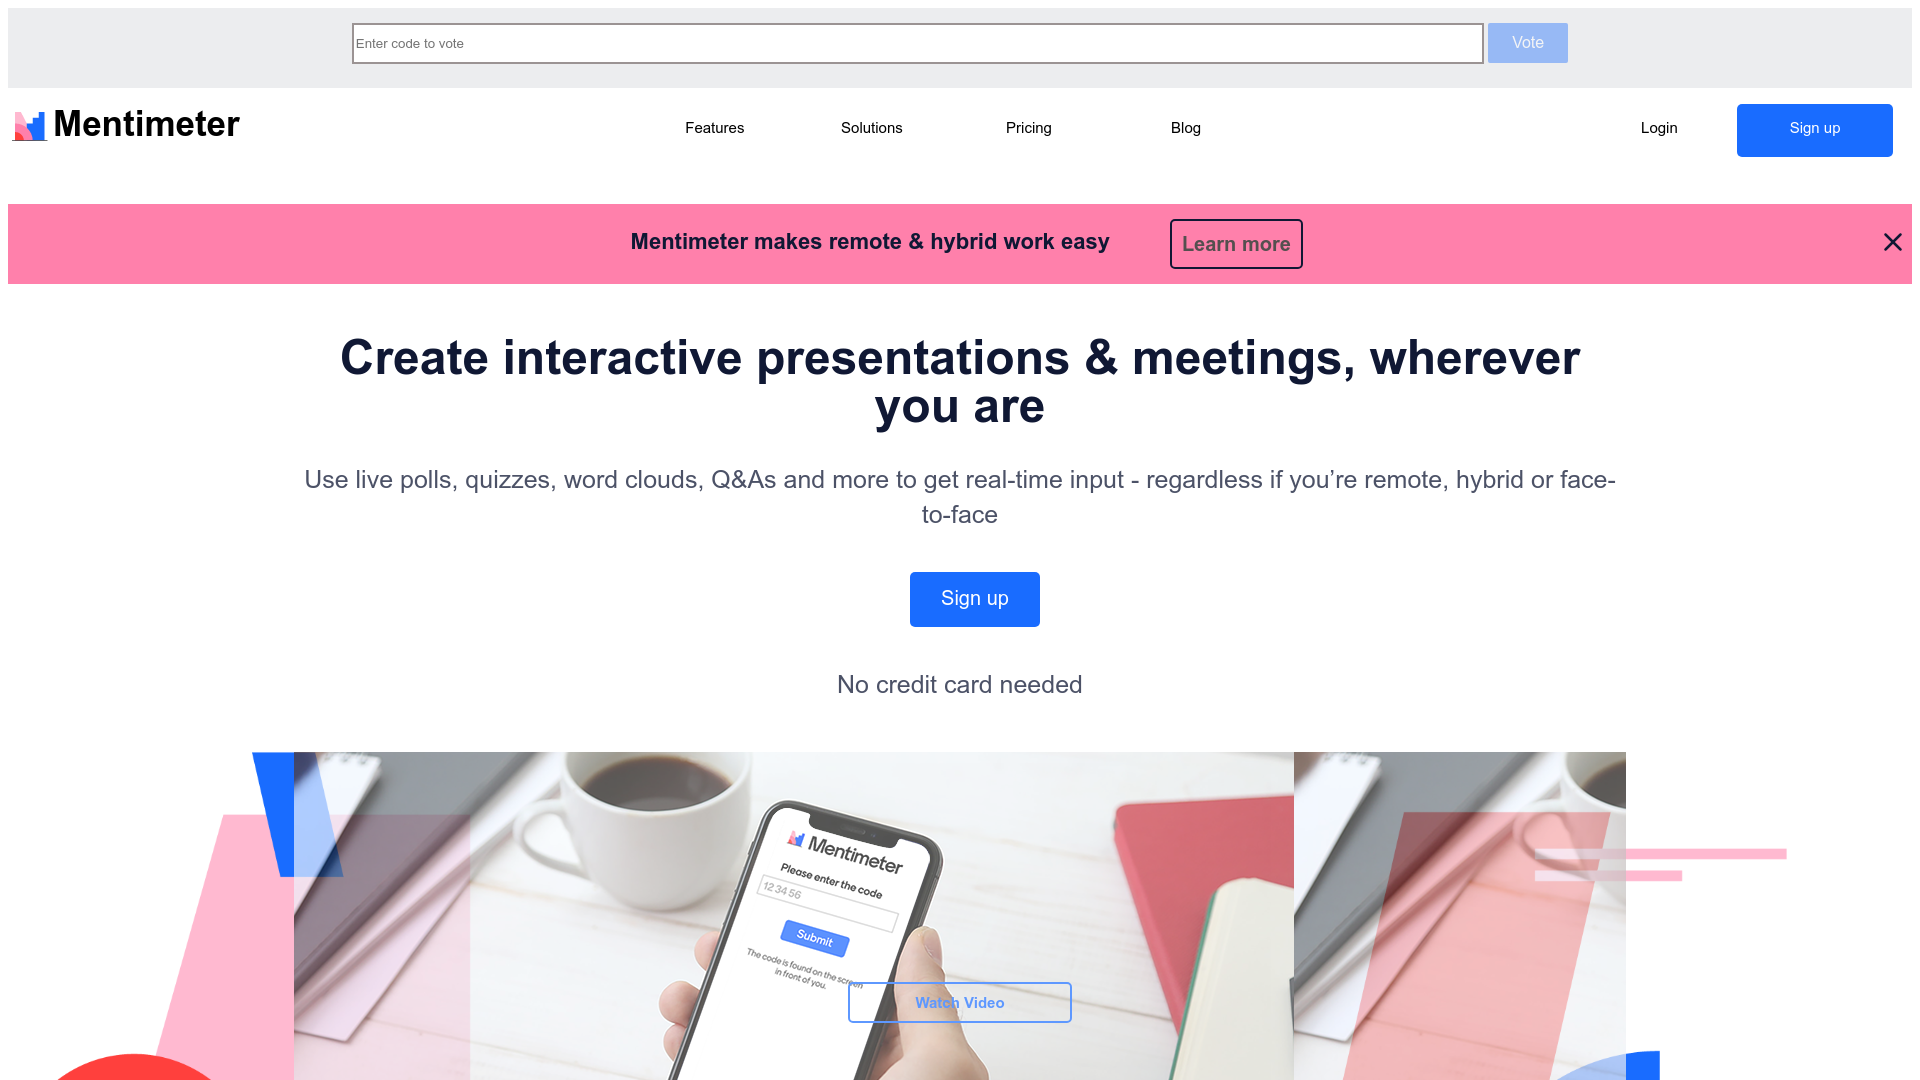 Enter code to vote
Vote
Mentimeter
Features
Solutions
Pricing
Blog
Login
Sign up
Mentimeter makes remote & hybrid work easy
Learn more
Create interactive presentations & meetings, wherever
you are
Use live polls, quizzes, word clouds, Q&As and more to get real-time input - regardless if you’re remote, hybrid or face-
to-face
Sign up
No credit card needed
Mentimeter
Please enter the code
12 34 56
Submit
The code is found on the screen
in front of you.
Watch Video